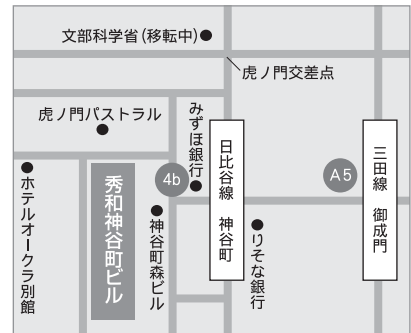 文部科学省(移転中)
虎ノ門交差点
虎ノ門パストラル
みずほ銀行
日比谷線 神谷町
三田線 御成門
4b
A5
ホテルオークラ別館
秀和神谷町ビル
神谷町森ビル
りそな銀行